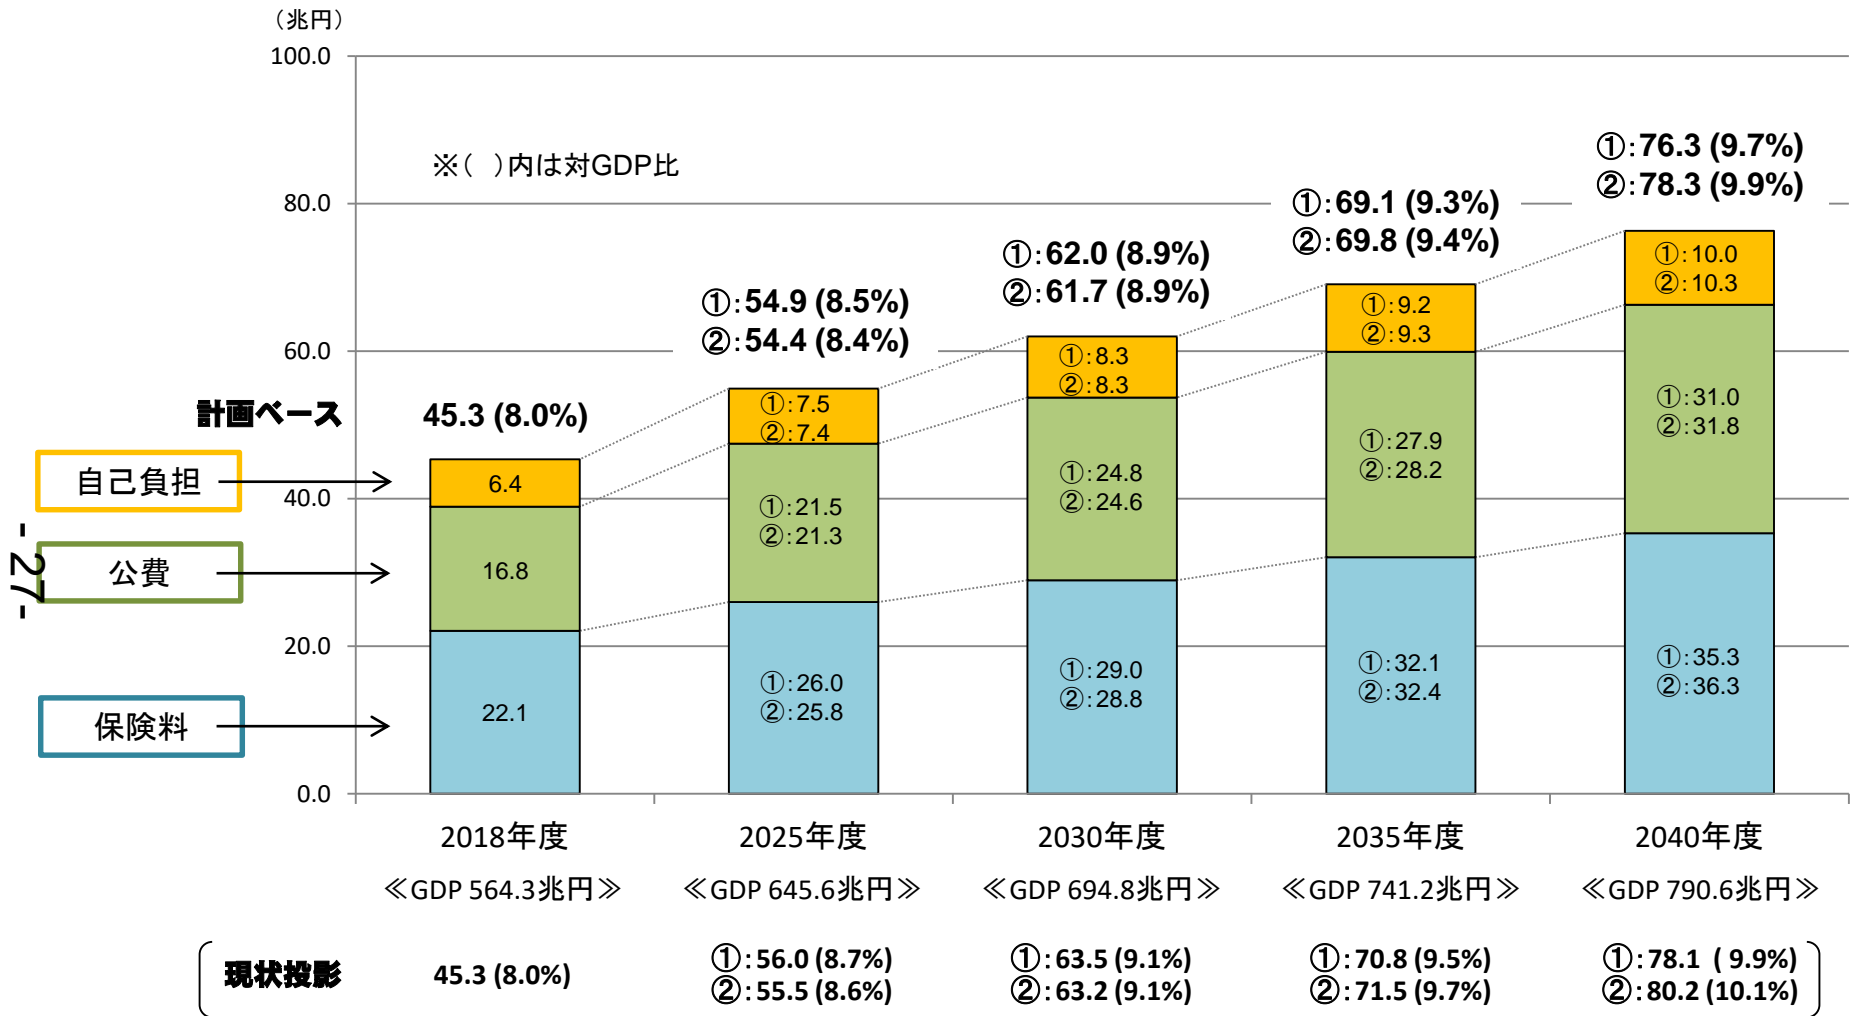 （兆円）
100.0
80.0
60.0
40.0
20.0
0.0
※（　）内は対GDP比
計画ベース
自己負担
公費
保険料
- 27-
45.3 (8.0%)
6.4
16.8
22.1
①：54.9 (8.5%)
②：54.4 (8.4%)
①：7.5
②：7.4
①：21.5
②：21.3
①：26.0
②：25.8
①：62.0 (8.9%)
②：61.7 (8.9%)
①：8.3
②：8.3
①：24.8
②：24.6
①：29.0
②：28.8
①：69.1 (9.3%)
②：69.8 (9.4%)
①：9.2
②：9.3
①：27.9
②：28.2
①：32.1
②：32.4
①：76.3 (9.7%)
②：78.3 (9.9%)
①：10.0
②：10.3
①：31.0
②：31.8
①：35.3
②：36.3
2018年度
2025年度
2030年度
2035年度
2040年度
≪GDP 564.3兆円≫
≪GDP 645.6兆円≫
≪GDP 694.8兆円≫
≪GDP 741.2兆円≫
≪GDP 790.6兆円≫
現状投影
45.3 (8.0%)
①：56.0 (8.7%)
②：55.5 (8.6%)
①：63.5 (9.1%)
②：63.2 (9.1%)
①：70.8 (9.5%)
②：71.5 (9.7%)
①：78.1 ( 9.9%)
②：80.2 (10.1%)